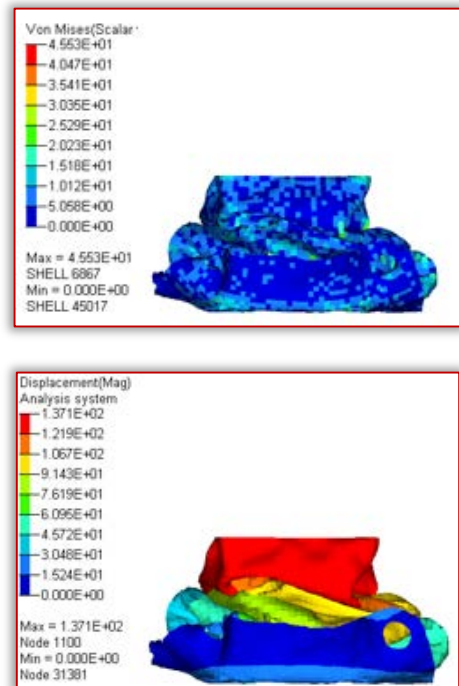 Von Mises(Scalar
4.553E+01
4.047E+01
3.541E+01
3.035E+01
2.529E+01
2.023E+01
1.518E+01
1.012E+01
5.058E+00
0.000E+00
Max = 4.553E+01
SHELL 6867
Min = 0.000E+00
SHELL 45017
Displacement(Mag)
Analysis system
1.371E+02
1.219E+02
1.067E+02
9.143E+01
7.619E+01
6.095E+01
4.572E+01
3.048E+01
1.524E+01
0.000E+00
Max = 1.371E+02
Node 1100
Min = 0.000E+00
Node 31381